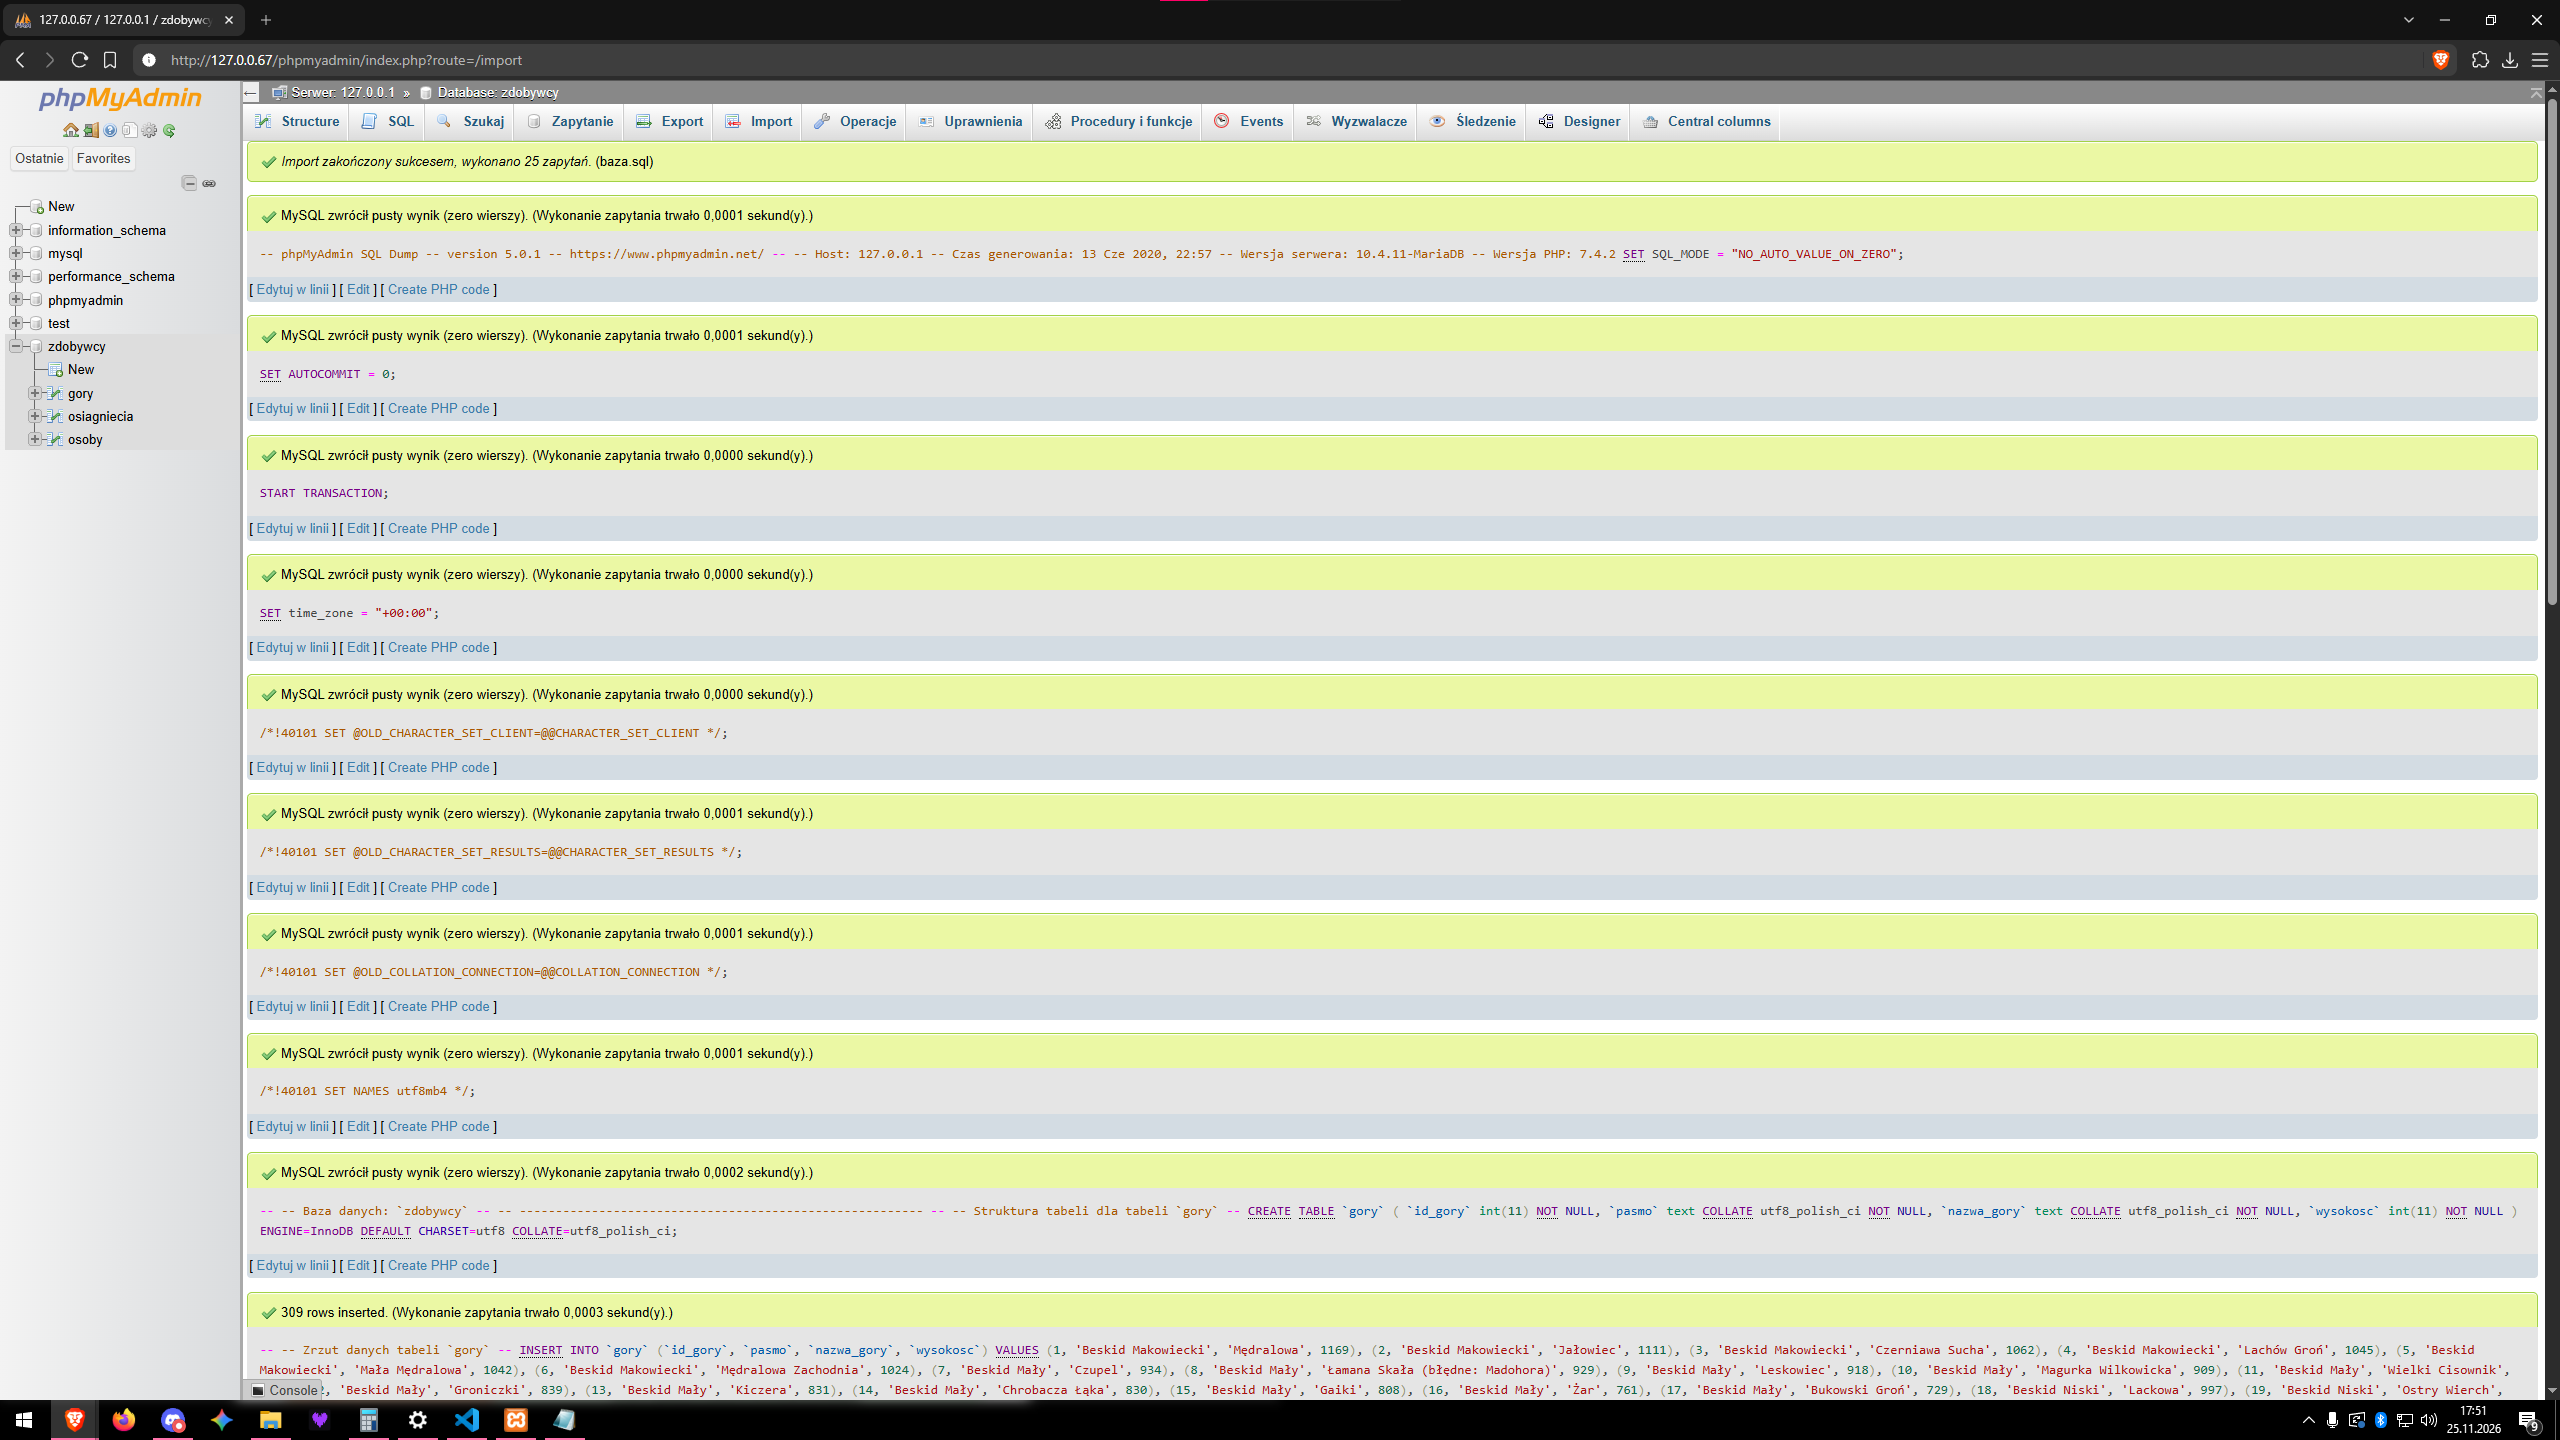 127.0.0.67 / 127.0.0.1 / zdobywcy
http://127.0.0.67/phpmyadmin/index.php?route=/import
phpMyAdmin
Ostatnie Favorites
New
information_schema
mysql
performance_schema
phpmyadmin
test
zdobywcy
New
gory
osiagniecia
osoby
Serwer: 127.0.0.1 » Database: zdobywcy
Structure SQL Szukaj Zapytanie Export Import Operacje Uprawnienia Procedury i funkcje Events Wyzwalacze Śledzenie Designer Central columns
Import zakończony sukcesem, wykonano 25 zapytań. (baza.sql)
MySQL zwrócił pusty wynik (zero wierszy). (Wykonanie zapytania trwało 0,0001 sekund(y).)
-- phpMyAdmin SQL Dump -- version 5.0.1 -- https://www.phpmyadmin.net/ -- -- Host: 127.0.0.1 -- Czas generowania: 13 Cze 2020, 22:57 -- Wersja serwera: 10.4.11-MariaDB -- Wersja PHP: 7.4.2 SET SQL_MODE = "NO_AUTO_VALUE_ON_ZERO";
[ Edytuj w linii ] [ Edit ] [ Create PHP code ]
MySQL zwrócił pusty wynik (zero wierszy). (Wykonanie zapytania trwało 0,0001 sekund(y).)
SET AUTOCOMMIT = 0;
[ Edytuj w linii ] [ Edit ] [ Create PHP code ]
MySQL zwrócił pusty wynik (zero wierszy). (Wykonanie zapytania trwało 0,0000 sekund(y).)
START TRANSACTION;
[ Edytuj w linii ] [ Edit ] [ Create PHP code ]
MySQL zwrócił pusty wynik (zero wierszy). (Wykonanie zapytania trwało 0,0000 sekund(y).)
SET time_zone = "+00:00";
[ Edytuj w linii ] [ Edit ] [ Create PHP code ]
MySQL zwrócił pusty wynik (zero wierszy). (Wykonanie zapytania trwało 0,0000 sekund(y).)
/*!40101 SET @OLD_CHARACTER_SET_CLIENT=@@CHARACTER_SET_CLIENT */;
[ Edytuj w linii ] [ Edit ] [ Create PHP code ]
MySQL zwrócił pusty wynik (zero wierszy). (Wykonanie zapytania trwało 0,0001 sekund(y).)
/*!40101 SET @OLD_CHARACTER_SET_RESULTS=@@CHARACTER_SET_RESULTS */;
[ Edytuj w linii ] [ Edit ] [ Create PHP code ]
MySQL zwrócił pusty wynik (zero wierszy). (Wykonanie zapytania trwało 0,0001 sekund(y).)
/*!40101 SET @OLD_COLLATION_CONNECTION=@@COLLATION_CONNECTION */;
[ Edytuj w linii ] [ Edit ] [ Create PHP code ]
MySQL zwrócił pusty wynik (zero wierszy). (Wykonanie zapytania trwało 0,0001 sekund(y).)
/*!40101 SET NAMES utf8mb4 */;
[ Edytuj w linii ] [ Edit ] [ Create PHP code ]
MySQL zwrócił pusty wynik (zero wierszy). (Wykonanie zapytania trwało 0,0002 sekund(y).)
-- -- Baza danych: `zdobywcy` -- -- -------------------------------------------------------- -- -- Struktura tabeli dla tabeli `gory` -- CREATE TABLE `gory` ( `id_gory` int(11) NOT NULL, `pasmo` text COLLATE utf8_polish_ci NOT NULL, `nazwa_gory` text COLLATE utf8_polish_ci NOT NULL, `wysokosc` int(11) NOT NULL )
ENGINE=InnoDB DEFAULT CHARSET=utf8 COLLATE=utf8_polish_ci;
[ Edytuj w linii ] [ Edit ] [ Create PHP code ]
309 rows inserted. (Wykonanie zapytania trwało 0,0003 sekund(y).)
-- -- Zrzut danych tabeli `gory` -- INSERT INTO `gory` (`id_gory`, `pasmo`, `nazwa_gory`, `wysokosc`) VALUES (1, 'Beskid Makowiecki', 'Mędralowa', 1169), (2, 'Beskid Makowiecki', 'Jałowiec', 1111), (3, 'Beskid Makowiecki', 'Czerniawa Sucha', 1062), (4, 'Beskid Makowiecki', 'Lachów Groń', 1045), (5, 'Beskid
Makowiecki', 'Mała Mędralowa', 1042), (6, 'Beskid Makowiecki', 'Mędralowa Zachodnia', 1024), (7, 'Beskid Mały', 'Czupel', 934), (8, 'Beskid Mały', 'Łamana Skała (błędne: Madohora)', 929), (9, 'Beskid Mały', 'Leskowiec', 918), (10, 'Beskid Mały', 'Magurka Wilkowicka', 909), (11, 'Beskid Mały', 'Wielki Cisownik',
2, 'Beskid Mały', 'Groniczki', 839), (13, 'Beskid Mały', 'Kiczera', 831), (14, 'Beskid Mały', 'Chrobacza Łąka', 830), (15, 'Beskid Mały', 'Gaiki', 808), (16, 'Beskid Mały', 'Żar', 761), (17, 'Beskid Mały', 'Bukowski Groń', 729), (18, 'Beskid Niski', 'Lackowa', 997), (19, 'Beskid Niski', 'Ostry Wierch',
Console
17:51
25.11.2026
9